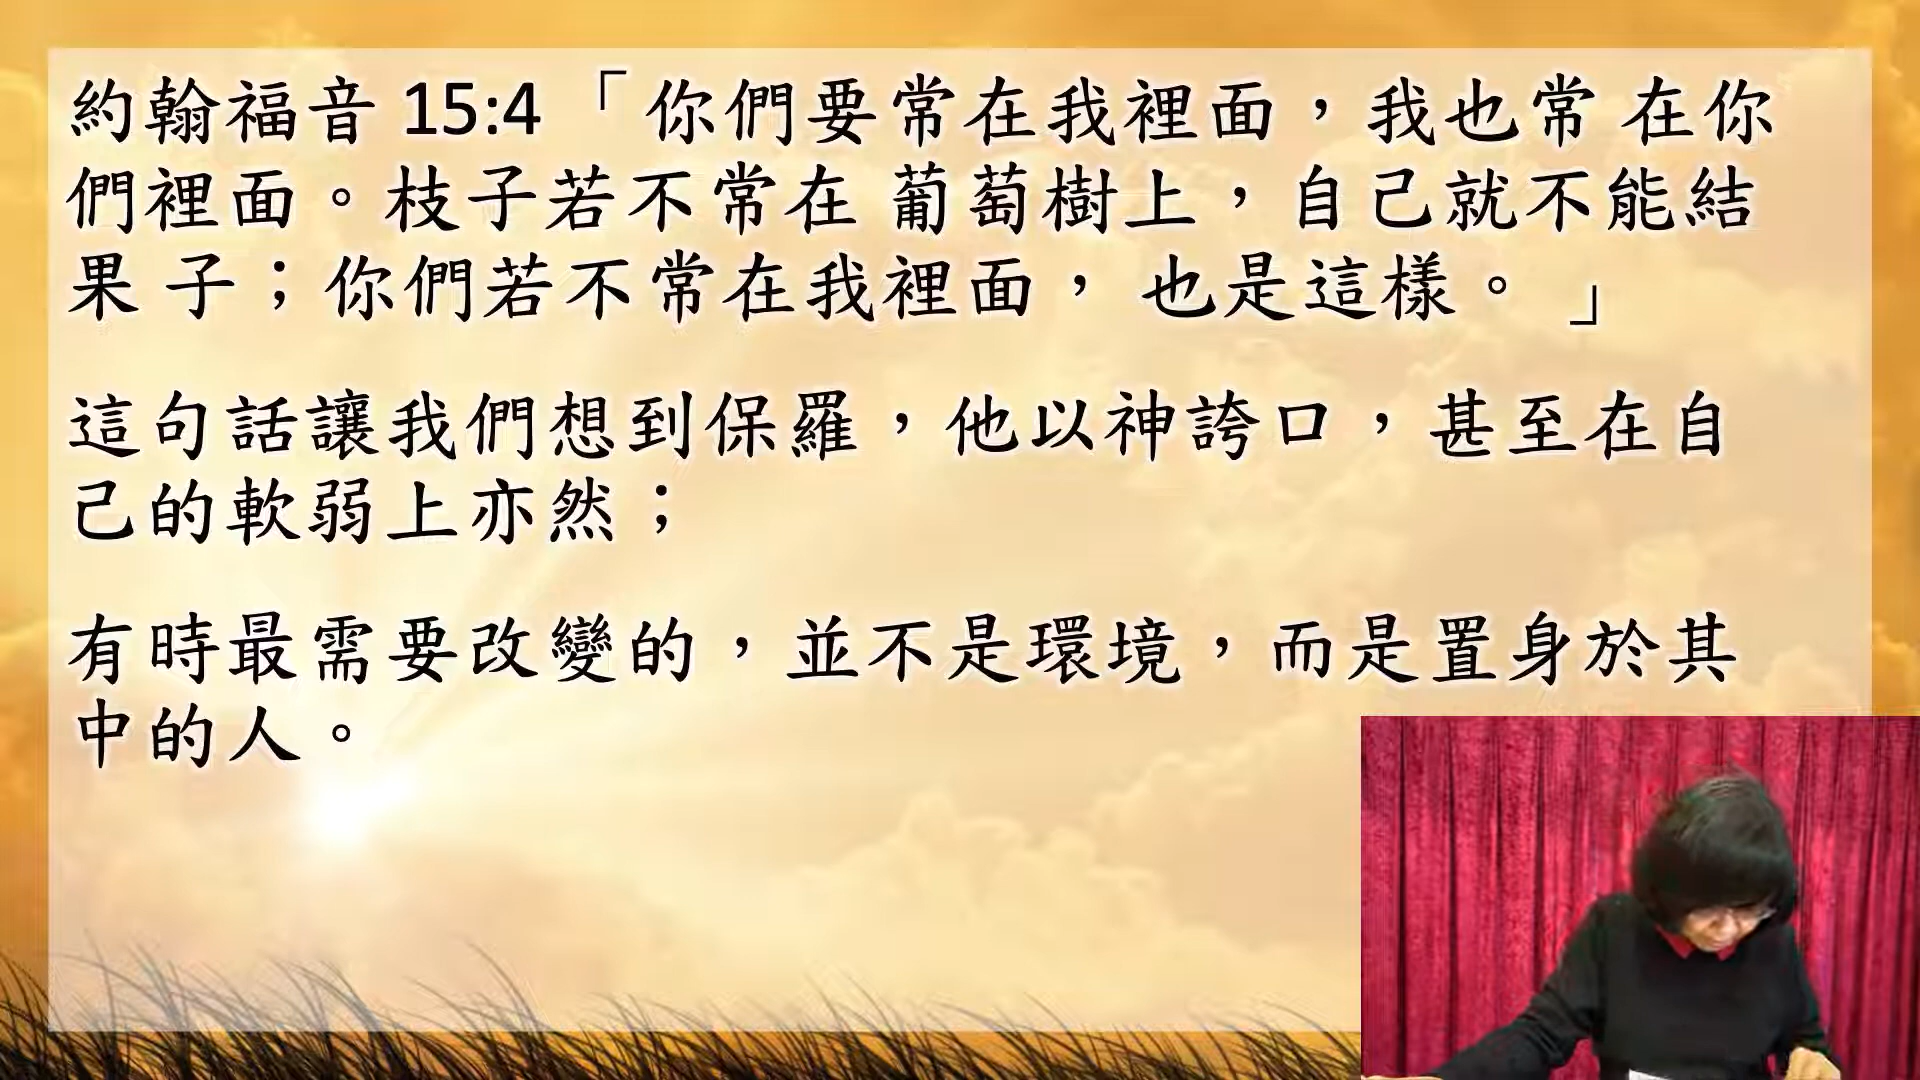 約翰福音 15:4 「你們要常在我裡面，我也常 在你
們裡面。枝子若不常在 葡萄樹上，自己就不能結
果 子；你們若不常在我裡面， 也是這樣。 」
這句話讓我們想到保羅，他以神誇口，甚至在自
己的軟弱上亦然；
有時最需要改變的，並不是環境，而是置身於其
中的人。